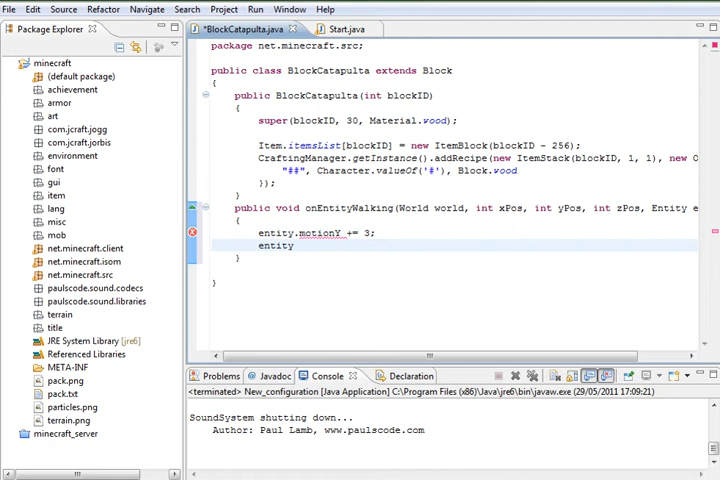 File Edit Refactor Source Navigate Search Project Run Window Help
Package Explorer
*BlockCatapulta.java
Start.java
minecraft
(default package)
achievement
armor
art
com.jcraft.jogg
com.jcraft.jorbis
environment
font
gui
item
lang
misc
mob
net.minecraft.client
net.minecraft.isom
net.minecraft.src
paulscode.sound.codecs
paulscode.sound.libraries
terrain
title
JRE System Library [jre6]
Referenced Libraries
META-INF
pack.png
pack.txt
particles.png
terrain.png
minecraft_server
package net.minecraft.src;
public class BlockCatapulta extends Block
{
public BlockCatapulta(int blockID)
{
super(blockID, 30, Material.wood);
Item.itemsList[blockID] = new ItemBlock(blockID - 256);
CraftingManager.getInstance().addRecipe(new ItemStack(blockID, 1, 1), new O
"##", Character.valueOf('#'), Block.wood
});
}
public void onEntityWalking(World world, int xPos, int yPos, int zPos, Entity e
{
entity.motionY += 3;
entity
}
}
Problems @ Javadoc Console Declaration
<terminated> New_configuration [Java Application] C:\Program Files (x86)\Java\jre6\bin\javaw.exe (29/05/2011 17:09:21)
SoundSystem shutting down...
Author: Paul Lamb, www.paulscode.com